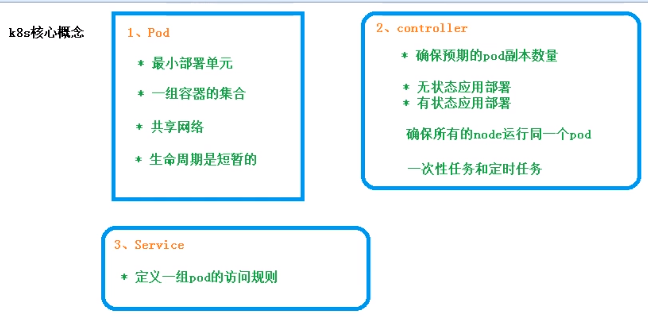 k8s核心概念
1、Pod
* 最小部署单元
* 一组容器的集合
* 共享网络
* 生命周期是短暂的
2、controller
* 确保预期的pod副本数量
* 无状态应用部署
* 有状态应用部署
确保所有的node运行同一个pod
一次性任务和定时任务
3、Service
* 定义一组pod的访问规则